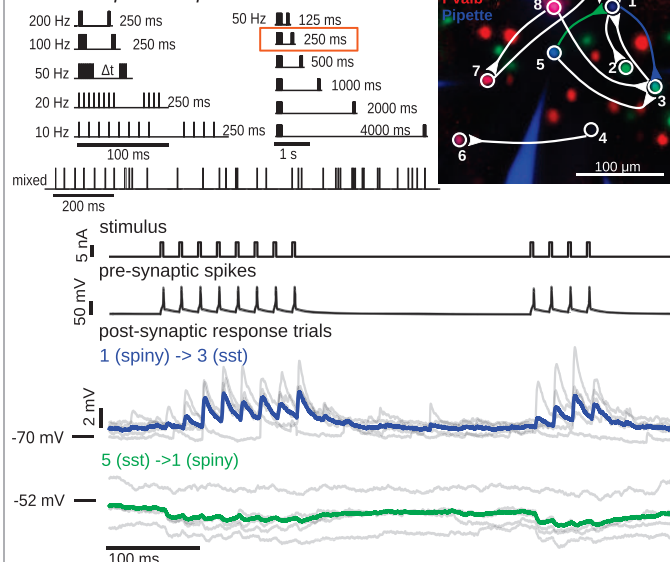 200 Hz 250 ms
100 Hz 250 ms
50 Hz Δt
20 Hz 250 ms
10 Hz 250 ms
100 ms
50 Hz 125 ms
250 ms
500 ms
1000 ms
2000 ms
4000 ms
1 s
mixed
200 ms
Pipette
8
1
5
2
7
3
4
6
100 μm
stimulus
5 nA
pre-synaptic spikes
50 mV
post-synaptic response trials
1 (spiny) -> 3 (sst)
2 mV
-70 mV
5 (sst) ->1 (spiny)
-52 mV
100 ms